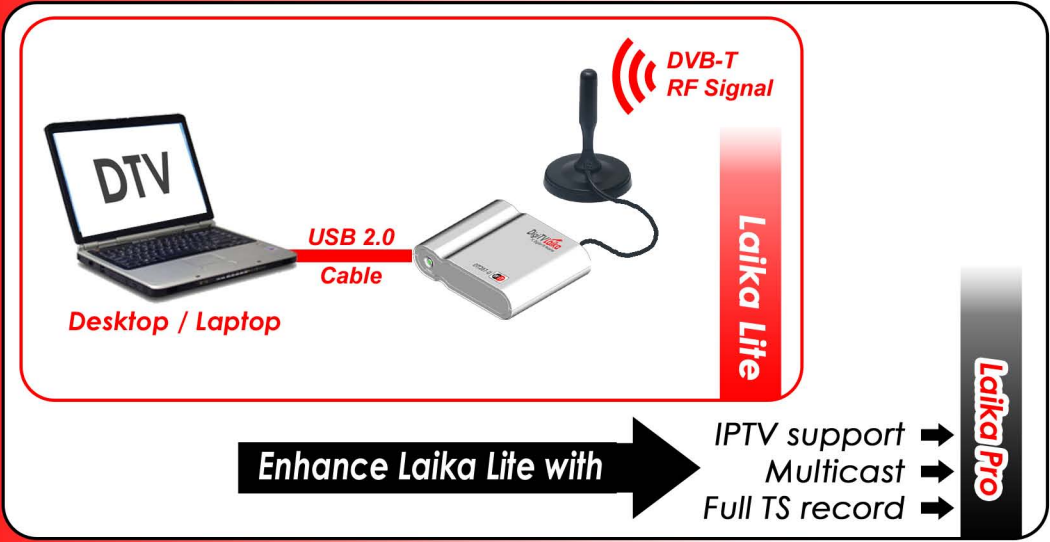 DVB-T
RF Signal
DTV
DigiTVLaika
USB 2.0
Cable
Desktop / Laptop
Laika Lite
Laika Pro
Enhance Laika Lite with
IPTV support
Multicast
Full TS record